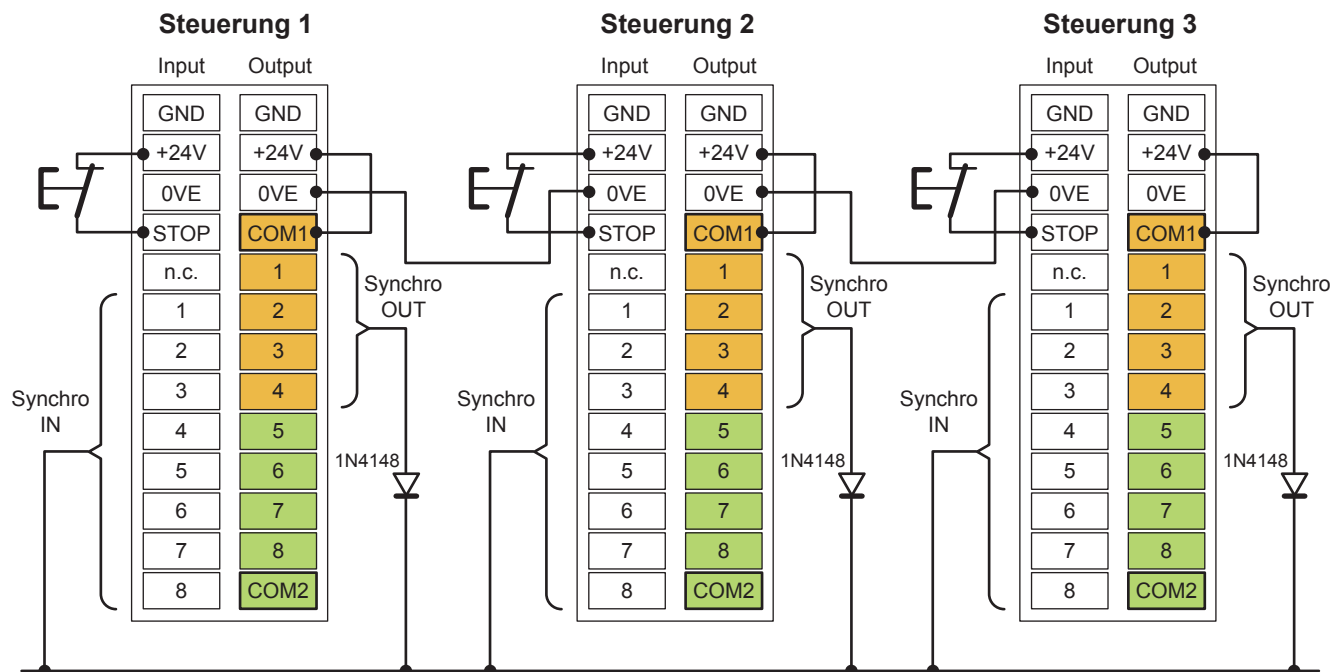 Steuerung 1
Input Output
GND GND
+24V +24V
0VE 0VE
STOP COM1
n.c. 1
1 2
2 3
3 4
4 5
5 6
6 7
7 8
8 COM2
Synchro
IN
Synchro
OUT
1N4148
Steuerung 2
Input Output
GND GND
+24V +24V
0VE 0VE
STOP COM1
n.c. 1
1 2
2 3
3 4
4 5
5 6
6 7
7 8
8 COM2
Synchro
IN
Synchro
OUT
1N4148
Steuerung 3
Input Output
GND GND
+24V +24V
0VE 0VE
STOP COM1
n.c. 1
1 2
2 3
3 4
4 5
5 6
6 7
7 8
8 COM2
Synchro
IN
Synchro
OUT
1N4148